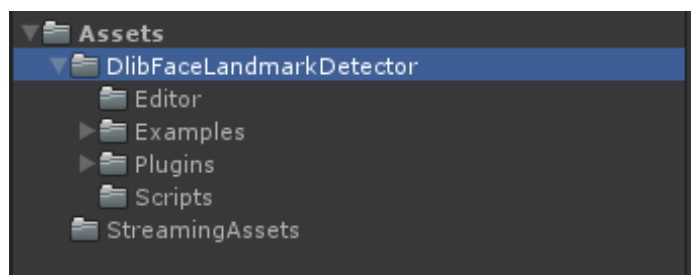 Assets
DlibFaceLandmarkDetector
Editor
Examples
Plugins
Scripts
StreamingAssets